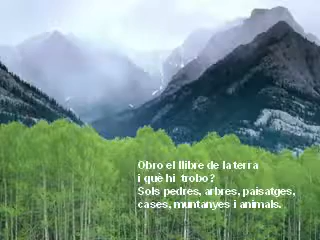 Obro el llibre de la terra
i què hi trobo?
Sols pedres, arbres, paisatges,
cases, muntanyes i animals.